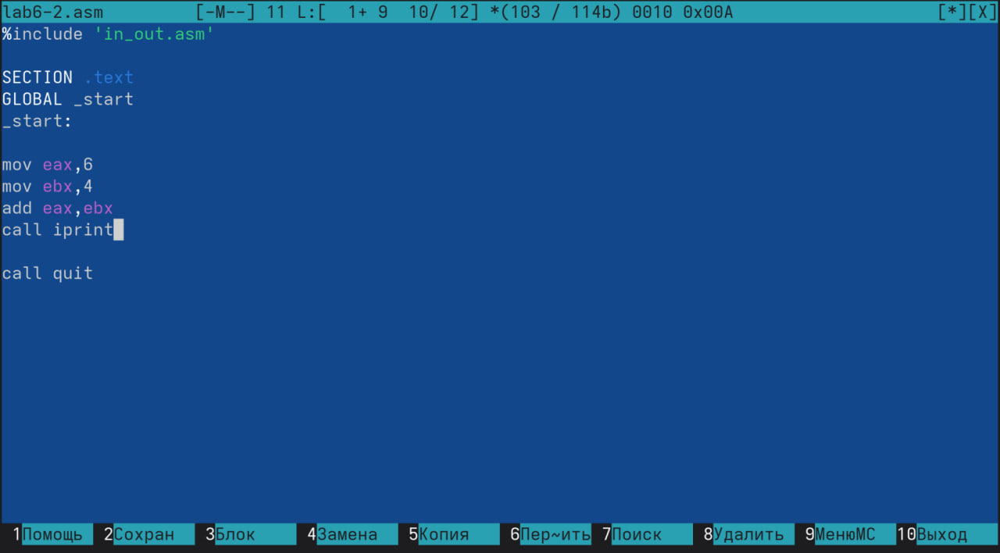 lab6-2.asm [-M--] 11 L:[ 1+ 9 10/ 12] *(103 / 114b) 0010 0x00A [*][X]
%include 'in_out.asm'
SECTION .text
GLOBAL _start
_start:
mov eax,6
mov ebx,4
add eax,ebx
call iprint
call quit
1Помощь 2Сохран 3Блок 4Замена 5Копия 6Пер~ить 7Поиск 8Удалить 9МенюМС 10Выход